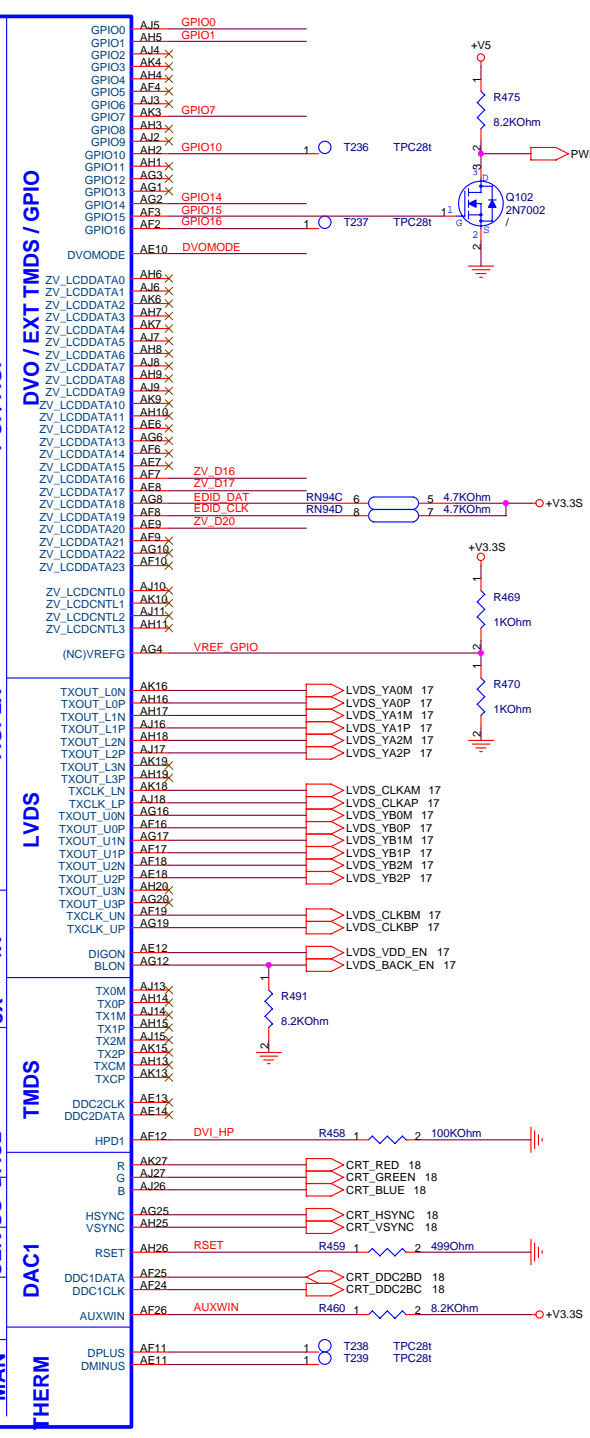 GPIO0 AJ5 GPIO0
GPIO1 AH5 GPIO1
GPIO2 AJ4
GPIO3 AK4
GPIO4 AH4
GPIO5 AF4
GPIO6 AJ3
GPIO7 AK3 GPIO7
GPIO8 AH3
GPIO9 AJ2
GPIO10 AH2 GPIO10 1 T236 TPC28t
GPIO11 AH1
GPIO12 AG3
GPIO13 AG1
GPIO14 AG2 GPIO14
GPIO15 AF3 GPIO15
GPIO16 AF2 GPIO16 1 T237 TPC28t
+V5
1
R475
8.2KOhm
2
3
3 D
1 1
G
Q102
2N7002
/
S
2
2
DVO / EXT TMDS / GPIO
DVOMODE AE10 DVOMODE
ZV_LCDDATA0 AH6
ZV_LCDDATA1 AJ6
ZV_LCDDATA2 AK6
ZV_LCDDATA3 AH7
ZV_LCDDATA4 AK7
ZV_LCDDATA5 AJ7
ZV_LCDDATA6 AH8
ZV_LCDDATA7 AJ8
ZV_LCDDATA8 AH9
ZV_LCDDATA9 AJ9
ZV_LCDDATA10 AK9
ZV_LCDDATA11 AH10
ZV_LCDDATA12 AE6
ZV_LCDDATA13 AG6
ZV_LCDDATA14 AF6
ZV_LCDDATA15 AE7
ZV_LCDDATA16 AF7 ZV_D16
ZV_LCDDATA17 AE8 ZV_D17
ZV_LCDDATA18 AG8 EDID_DAT RN94C 6 5 4.7KOhm
ZV_LCDDATA19 AF8 EDID_CLK RN94D 8 7 4.7KOhm +V3.3S
ZV_LCDDATA20 AE9 ZV_D20
ZV_LCDDATA21 AF9
ZV_LCDDATA22 AG10
ZV_LCDDATA23 AF10
ZV_LCDCNTL0 AJ10
ZV_LCDCNTL1 AK10
ZV_LCDCNTL2 AJ11
ZV_LCDCNTL3 AH11
+V3.3S
1
R469
1KOhm
2
(NC)VREFG AG4 VREF_GPIO
1
R470
1KOhm
2
LVDS
TXOUT_L0N AK16 LVDS_YA0M 17
TXOUT_L0P AH16 LVDS_YA0P 17
TXOUT_L1N AH17 LVDS_YA1M 17
TXOUT_L1P AJ16 LVDS_YA1P 17
TXOUT_L2N AH18 LVDS_YA2M 17
TXOUT_L2P AJ17 LVDS_YA2P 17
TXOUT_L3N AK19
TXOUT_L3P AH19
TXCLK_LN AK18 LVDS_CLKAM 17
TXCLK_LP AJ18 LVDS_CLKAP 17
TXOUT_U0N AG16 LVDS_YB0M 17
TXOUT_U0P AF16 LVDS_YB0P 17
TXOUT_U1N AG17 LVDS_YB1M 17
TXOUT_U1P AF17 LVDS_YB1P 17
TXOUT_U2N AF18 LVDS_YB2M 17
TXOUT_U2P AE18 LVDS_YB2P 17
TXOUT_U3N AH20
TXOUT_U3P AG20
TXCLK_UN AF19 LVDS_CLKBM 17
TXCLK_UP AG19 LVDS_CLKBP 17
DIGON AE12 LVDS_VDD_EN 17
BLON AG12 LVDS_BACK_EN 17
1
R491
8.2KOhm
2
TMDS
TX0M AJ13
TX0P AH14
TX1M AJ14
TX1P AH15
TX2M AJ15
TX2P AK15
TXCM AH13
TXCP AK13
DDC2CLK AE13
DDC2DATA AE14
HPD1 AF12 DVI_HP R458 1 2 100KOhm
DAC1
R AK27 CRT_RED 18
G AJ27 CRT_GREEN 18
B AJ26 CRT_BLUE 18
HSYNC AG25 CRT_HSYNC 18
VSYNC AH25 CRT_VSYNC 18
RSET AH26 RSET R459 1 2 499Ohm
DDC1DATA AF25 CRT_DDC2BD 18
DDC1CLK AF24 CRT_DDC2BC 18
AUXWIN AF26 AUXWIN R460 1 2 8.2KOhm +V3.3S
THERM
DPLUS AF11 1 T238 TPC28t
DMINUS AE11 1 T239 TPC28t